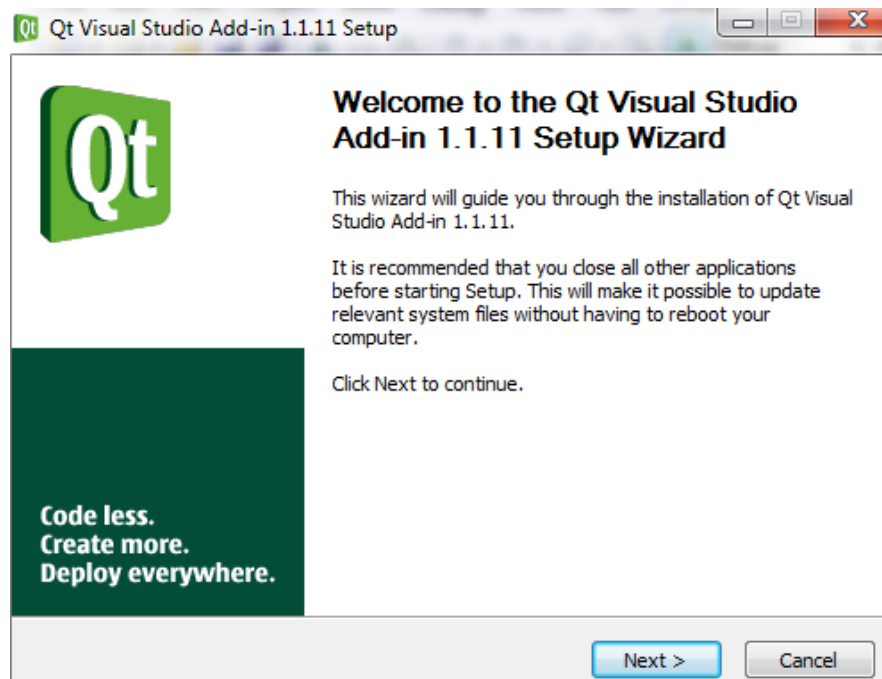 Qt Qt Visual Studio Add-in 1.1.11 Setup
Qt
Welcome to the Qt Visual Studio
Add-in 1.1.11 Setup Wizard
This wizard will guide you through the installation of Qt Visual
Studio Add-in 1.1.11.
It is recommended that you close all other applications
before starting Setup. This will make it possible to update
relevant system files without having to reboot your
computer.
Click Next to continue.
Code less.
Create more.
Deploy everywhere.
Next >
Cancel